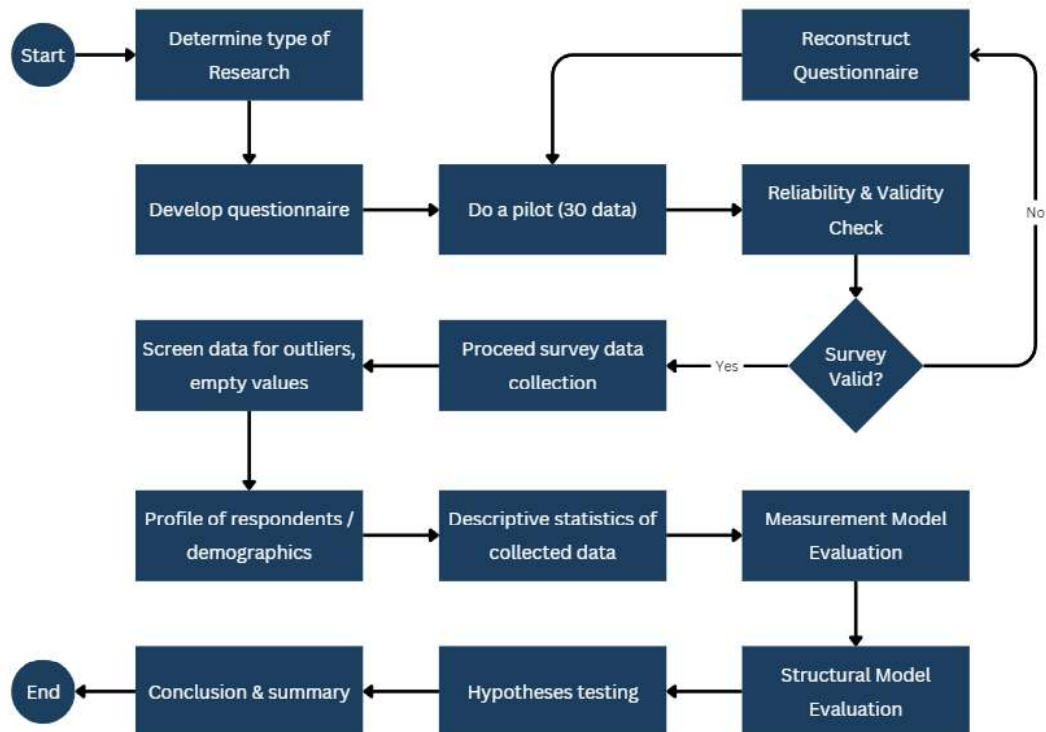 Start
Determine type of
Research
Reconstruct
Questionnaire
Develop questionnaire
Do a pilot (30 data)
Reliability & Validity
Check
No
Screen data for outliers,
empty values
Proceed survey data
collection
Yes
Survey
Valid?
Profile of respondents /
demographics
Descriptive statistics of
collected data
Measurement Model
Evaluation
End
Conclusion & summary
Hypotheses testing
Structural Model
Evaluation